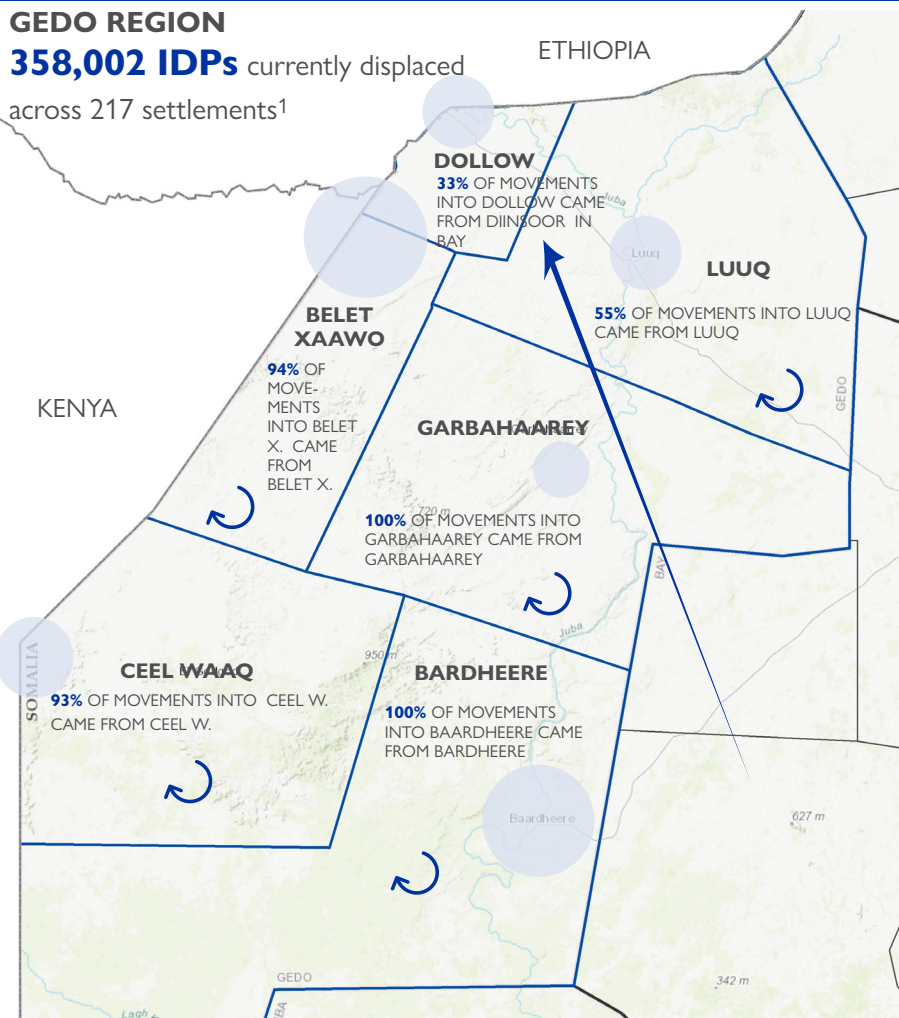 GEDO REGION
358,002 IDPs currently displaced
across 217 settlements¹
ETHIOPIA
DOLLOW
33% OF MOVEMENTS
INTO DOLLOW CAME
FROM DIINSOOR IN
BAY
Juba
Luuq
LUUQ
55% OF MOVEMENTS INTO LUUQ
CAME FROM LUUQ
BELET
XAAWO
94% OF
MOVE-
MENTS
INTO BELET
X. CAME
FROM
BELET X.
KENYA
GEDO
GARBAHAAREY
720 m
100% OF MOVEMENTS INTO
GARBAHAAREY CAME FROM
GARBAHAAREY
BAY
Juba
950 m
SOMALIA
CEEL WAAQ
93% OF MOVEMENTS INTO CEEL W.
CAME FROM CEEL W.
BARDHEERE
100% OF MOVEMENTS
INTO BAARDHEERE CAME
FROM BARDHEERE
Baardheere
627 m
GEDO
342 m
Lagh